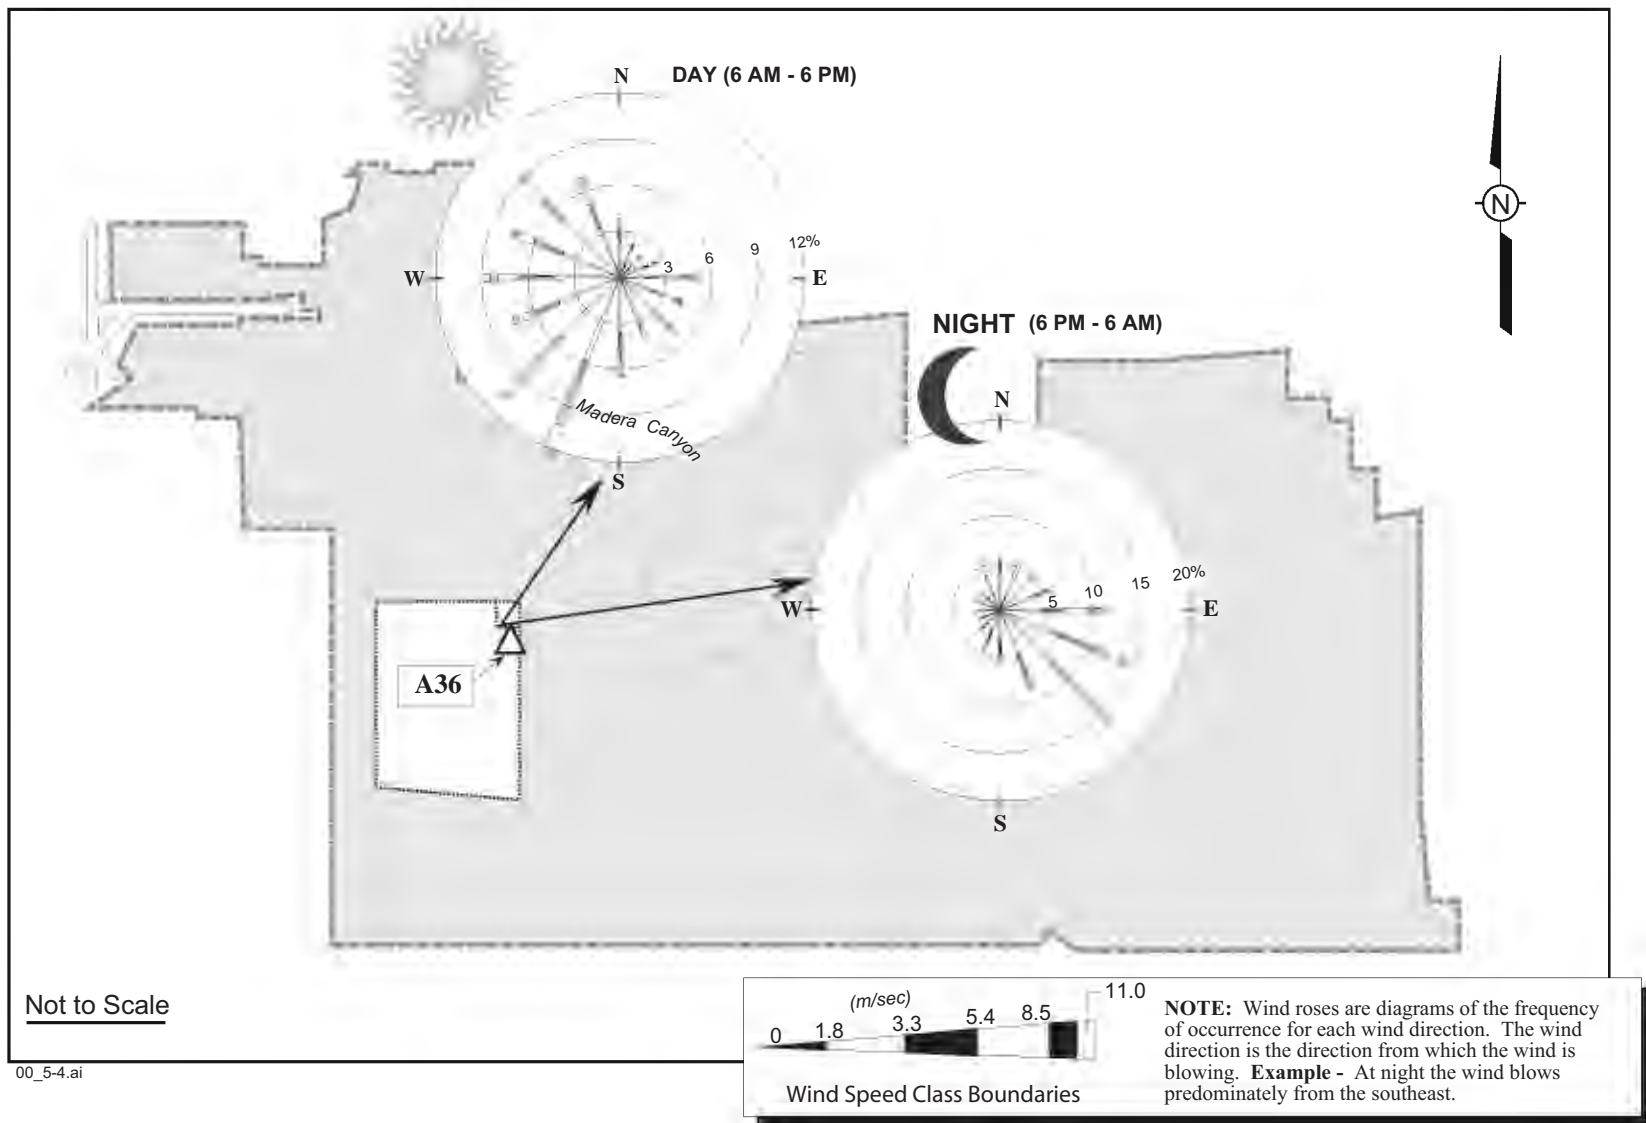 N
DAY (6 AM - 6 PM)
N
W
3
6
9
12%
E
NIGHT (6 PM - 6 AM)
N
Madera Canyon
S
W
5
10
15
20%
E
A36
S
Not to Scale
(m/sec)
0
1.8
3.3
5.4
8.5
11.0
Wind Speed Class Boundaries
NOTE: Wind roses are diagrams of the frequency
of occurrence for each wind direction. The wind
direction is the direction from which the wind is
blowing. Example - At night the wind blows
predominately from the southeast.
00_5-4.ai